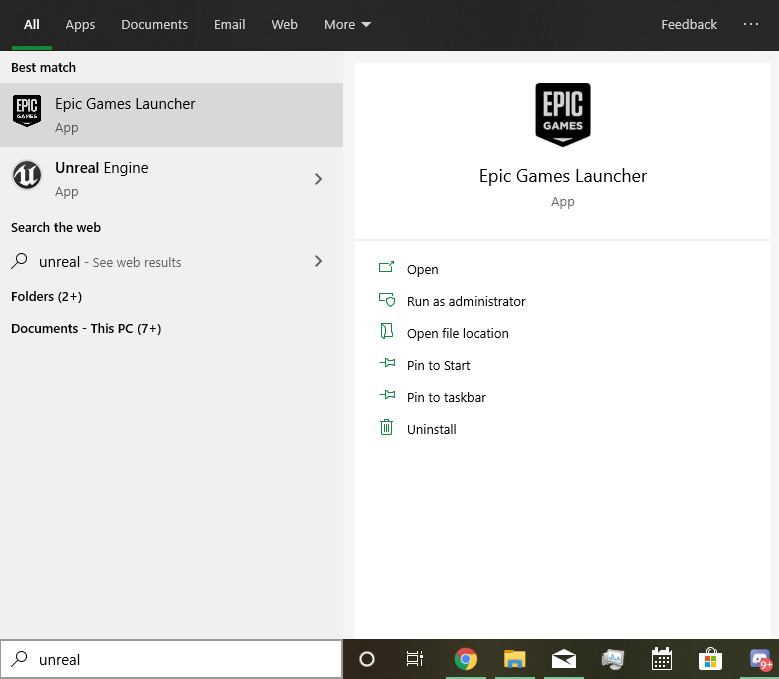 All Apps Documents Email Web More Feedback ...
Best match
EPIC GAMES
Epic Games Launcher
App
Unreal Engine
App
Search the web
unreal - See web results
Folders (2+)
Documents - This PC (7+)
EPIC
GAMES
Epic Games Launcher
App
Open
Run as administrator
Open file location
Pin to Start
Pin to taskbar
Uninstall
unreal
9+